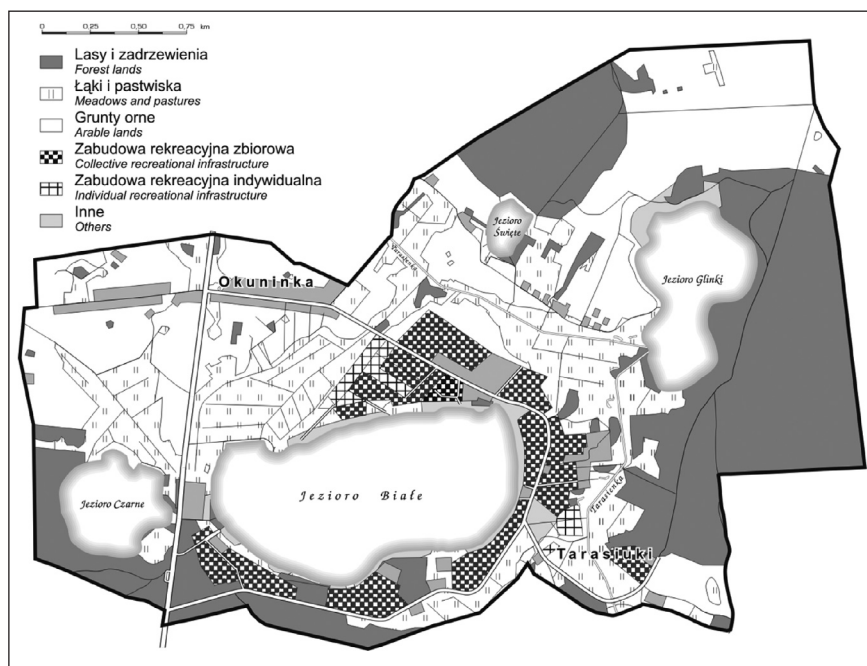 0 0,25 0,50 0,75 km
Lasy i zadrzewienia
Forest lands
Łąki i pastwiska
Meadows and pastures
Grunty orne
Arable lands
Zabudowa rekreacyjna zbiorowa
Collective recreational infrastructure
Zabudowa rekreacyjna indywidualna
Individual recreational infrastructure
Inne
Others
Jezioro
Święte
Jezioro Glinki
Okuninka
Jezioro Białe
Jezioro Czarne
Tarasienka
Tarasiuki